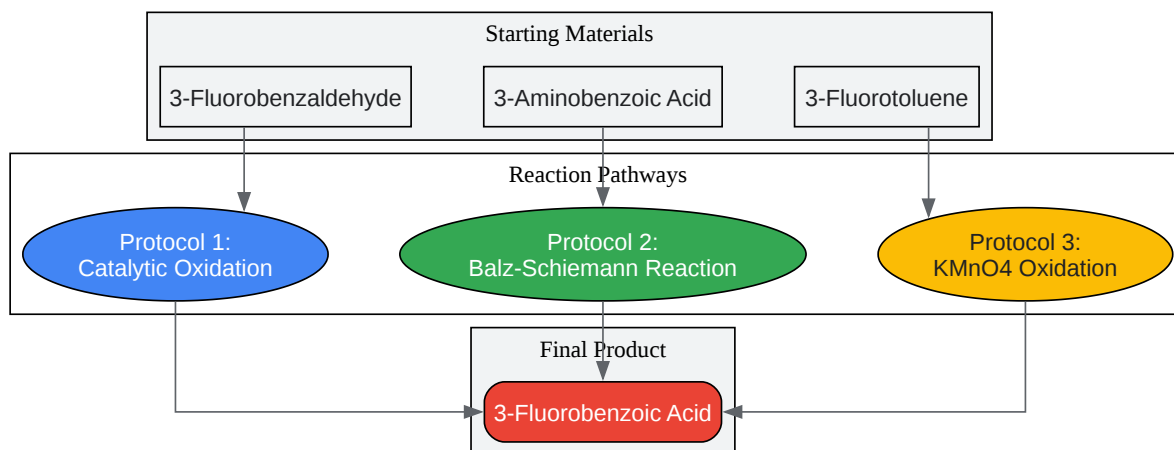 Starting Materials
3-Fluorobenzaldehyde
3-Aminobenzoic Acid
3-Fluorotoluene
Reaction Pathways
Protocol 1:
Catalytic Oxidation
Protocol 2:
Balz-Schiemann Reaction
Protocol 3:
KMnO4 Oxidation
Final Product
3-Fluorobenzoic Acid